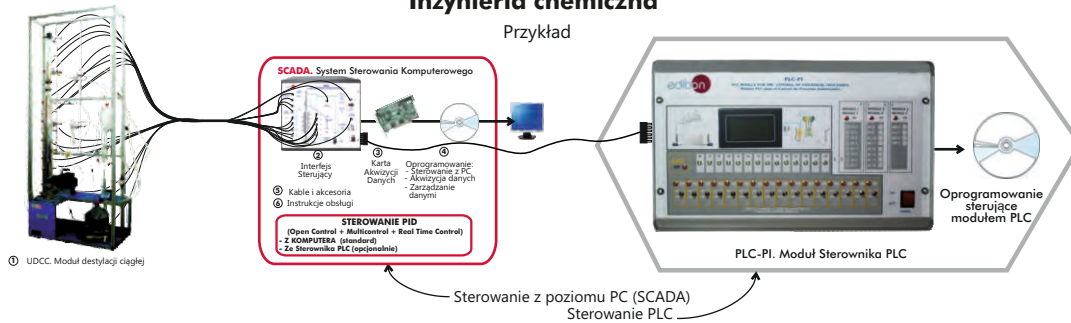 Inżynieria chemiczna
Przykład
SCADA. System Sterowania Komputerowego
②
Interfejs
Sterujący
③
Karta
Akwizycji
Danych
④
Oprogramowanie:
- Sterowanie z PC
- Akwizycja danych
- Zarządzanie
danymi
⑤ Kable i akcesoria
⑥ Instrukcje obsługi
STEROWANIE PID
(Open Control + Multicontrol + Real Time Control)
- Z KOMPUTERA (standard)
- Ze Sterownika PLC (opcjonalnie)
① UDCC. Moduł destylacji ciągłej
edibon
PLC-PI
PLC-PI. Moduł Sterownika PLC
Oprogramowanie
sterujące
modułem PLC
Sterowanie z poziomu PC (SCADA)
Sterowanie PLC